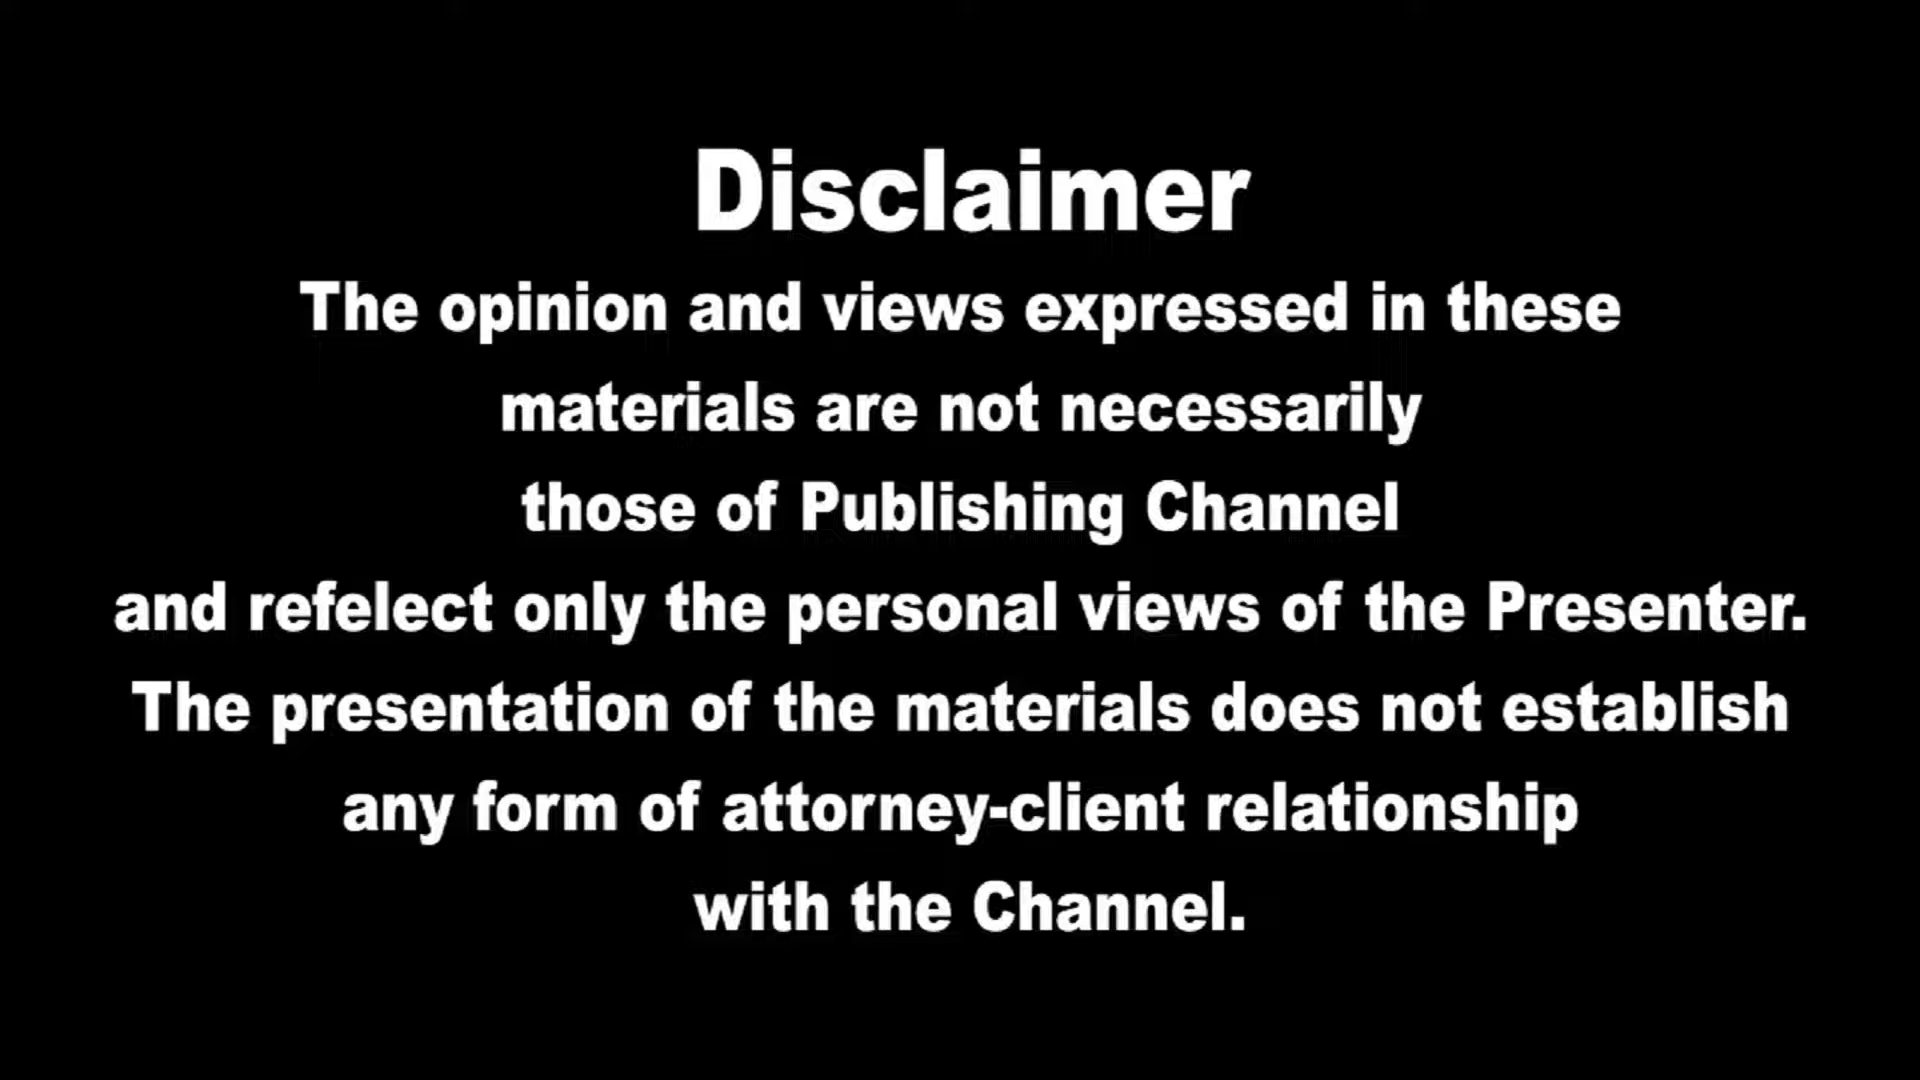 Disclaimer
The opinion and views expressed in these
materials are not necessarily
those of Publishing Channel
and refelect only the personal views of the Presenter.
The presentation of the materials does not establish
any form of attorney-client relationship
with the Channel.